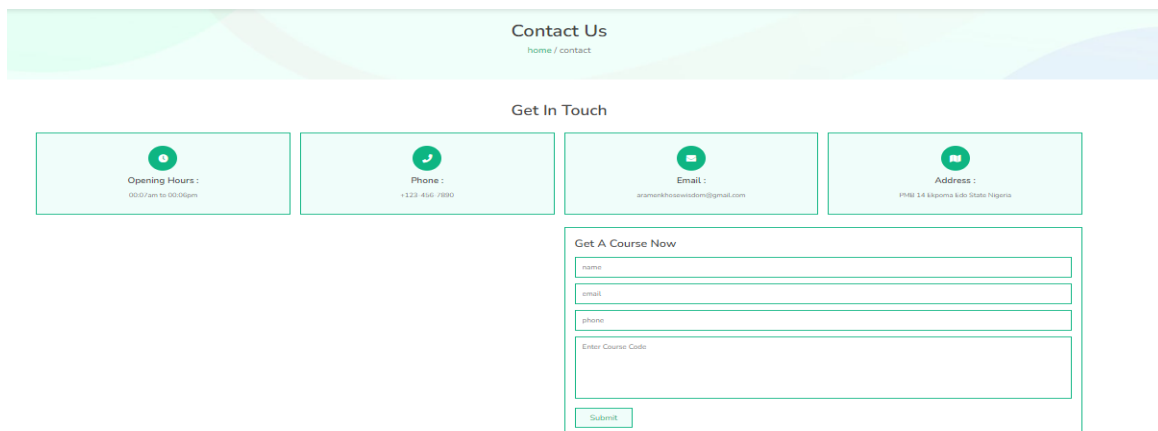 Contact Us
home / contact
Get In Touch
Opening Hours :
00:07am to 00:06pm
Phone :
+123-456-7890
Email :
aramenkhosewisdom@gmail.com
Address :
PMB 14 Ekpoma Edo State Nigeria
Get A Course Now
name
email
phone
Enter Course Code
Submit